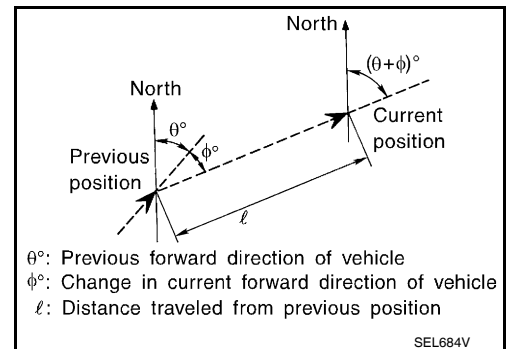 North
(θ+ϕ)°
North
θ°
ϕ°
Current
position
Previous
position
ℓ
θ°: Previous forward direction of vehicle
ϕ°: Change in current forward direction of vehicle
ℓ: Distance traveled from previous position
SEL684V